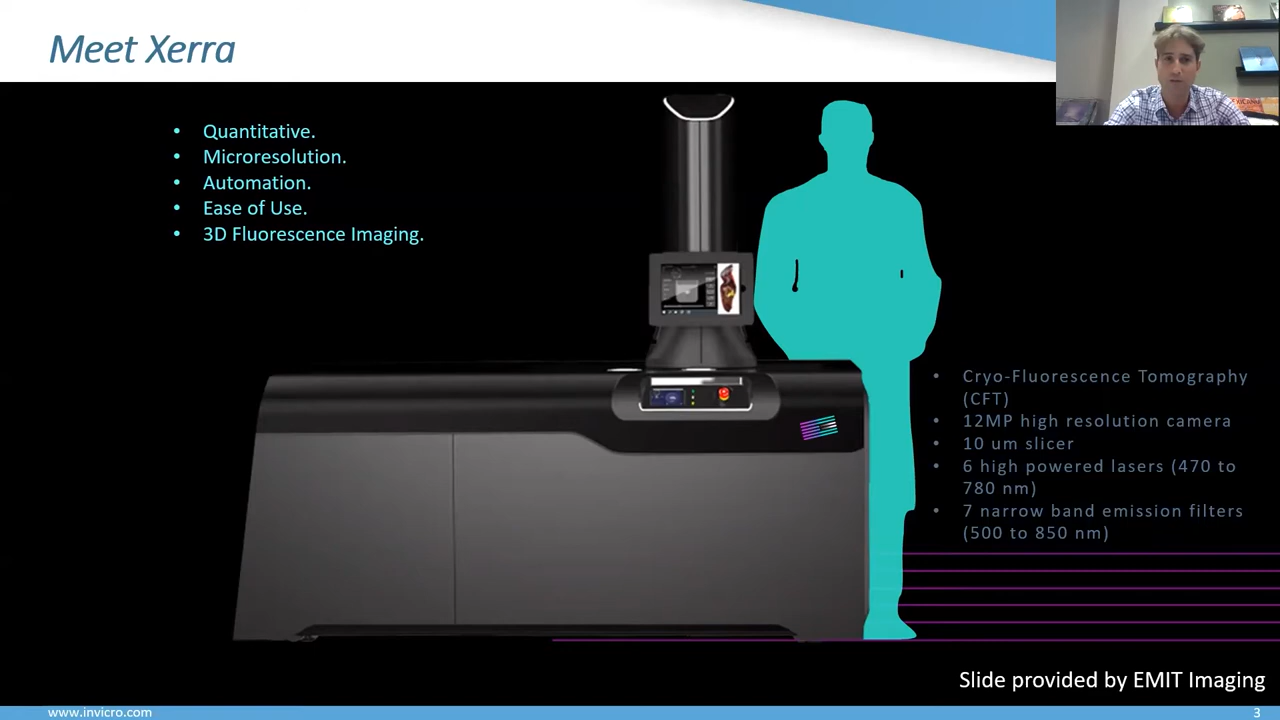 Meet Xerra
• Quantitative.
• Microresolution.
• Automation.
• Ease of Use.
• 3D Fluorescence Imaging.
• Cryo-Fluorescence Tomography
(CFT)
• 12MP high resolution camera
• 10 um slicer
• 6 high powered lasers (470 to
780 nm)
• 7 narrow band emission filters
(500 to 850 nm)
Slide provided by EMIT Imaging
www.invicro.com
3